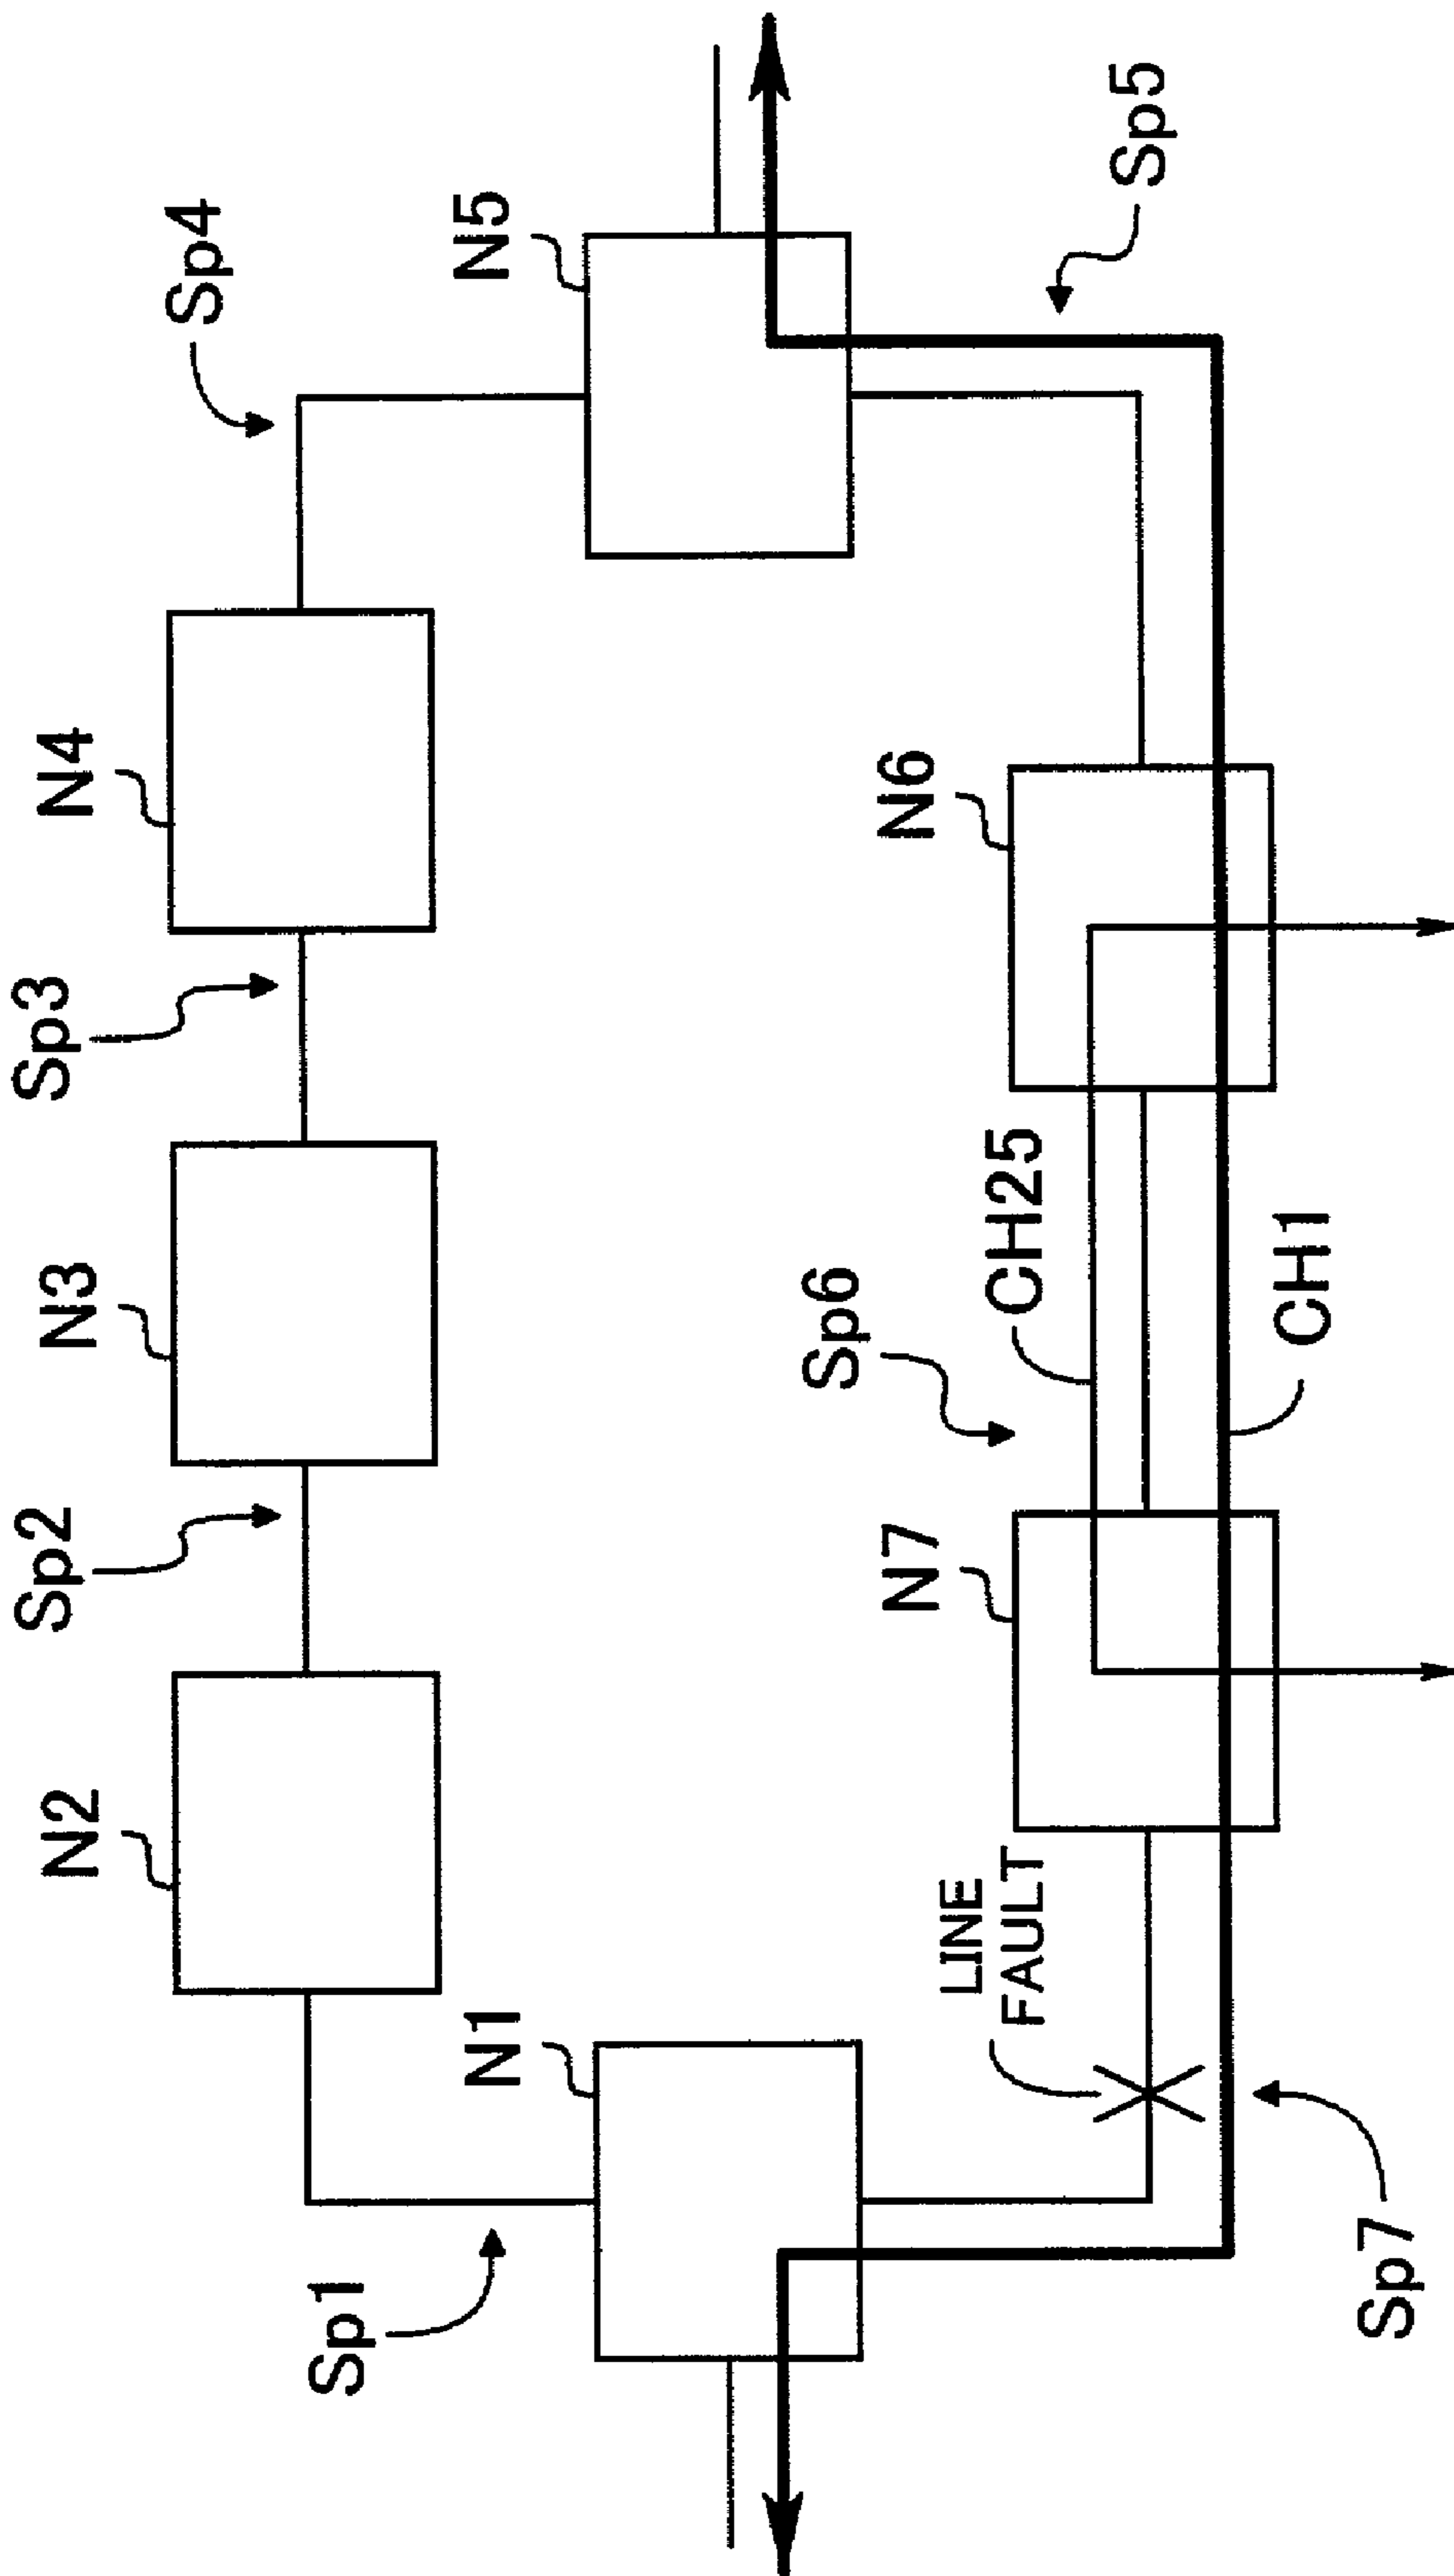 Sp3
Sp2
N4
N3
N2
Sp4
Sp1
N5
N1
Sp6
N6
N7
LINE
FAULT
CH25
Sp5
CH1
Sp7